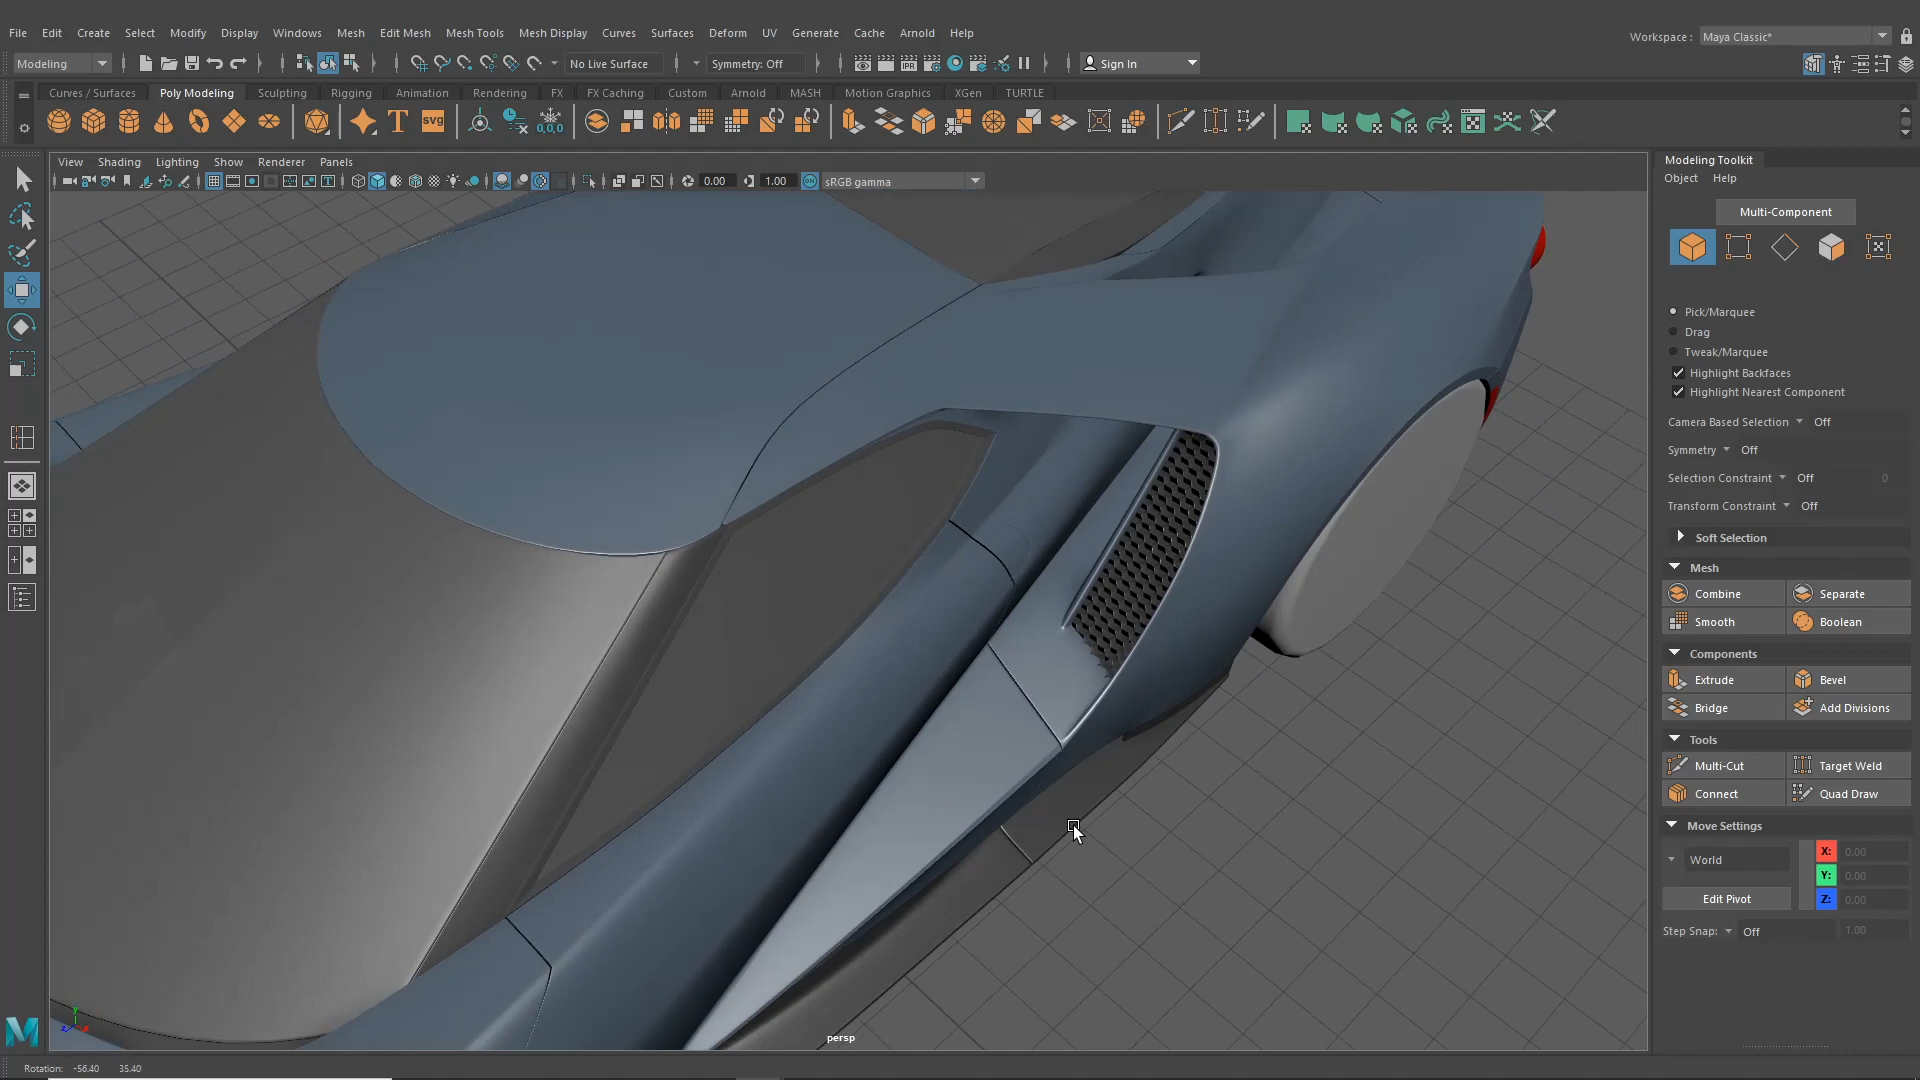 File Edit Create Select Modify Display Windows Mesh Edit Mesh Mesh Tools Mesh Display Curves Surfaces Deform UV Generate Cache Arnold Help
Workspace : Maya Classic*
Modeling No Live Surface Symmetry: Off Sign In
Curves / Surfaces Poly Modeling Sculpting Rigging Animation Rendering FX FX Caching Custom Arnold MASH Motion Graphics XGen TURTLE
T svg IPR 0,0,0
View Shading Lighting Show Renderer Panels
0.00 1.00 ON sRGB gamma
Modeling Toolkit
Object Help
Multi-Component
Pick/Marquee
Drag
Tweak/Marquee
Highlight Backfaces
Highlight Nearest Component
Camera Based Selection Off
Symmetry Off
Selection Constraint Off 0
Transform Constraint Off
Soft Selection
Mesh
Combine Separate
Smooth Boolean
Components
Extrude Bevel
Bridge Add Divisions
Tools
Multi-Cut Target Weld
Connect Quad Draw
Move Settings
World X: 0.00
Y: 0.00
Edit Pivot Z: 0.00
Step Snap: Off 1.00
y
z x
persp
M
Rotation: -56.40 35.40